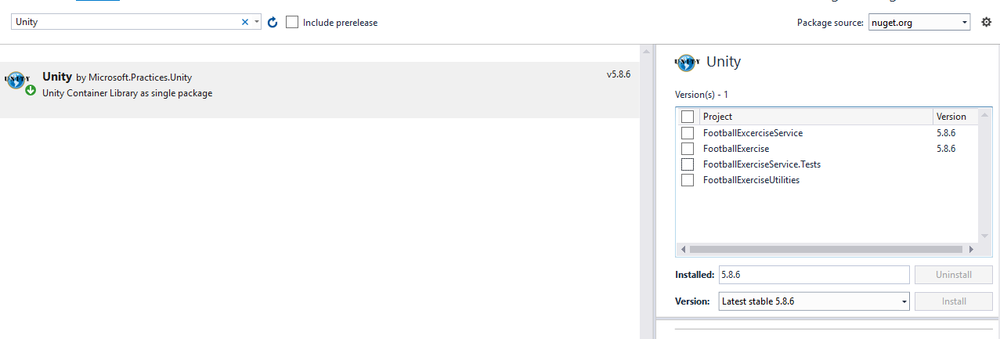 Unity
Include prerelease
Package source: nuget.org
UNITY
Unity by Microsoft.Practices.Unity
v5.8.6
Unity Container Library as single package
UNITY
Unity
Version(s) - 1
Project Version
FootballExcerciseService 5.8.6
FootballExercise 5.8.6
FootballExerciseService.Tests
FootballExerciseUtilities
Installed: 5.8.6 Uninstall
Version: Latest stable 5.8.6 Install